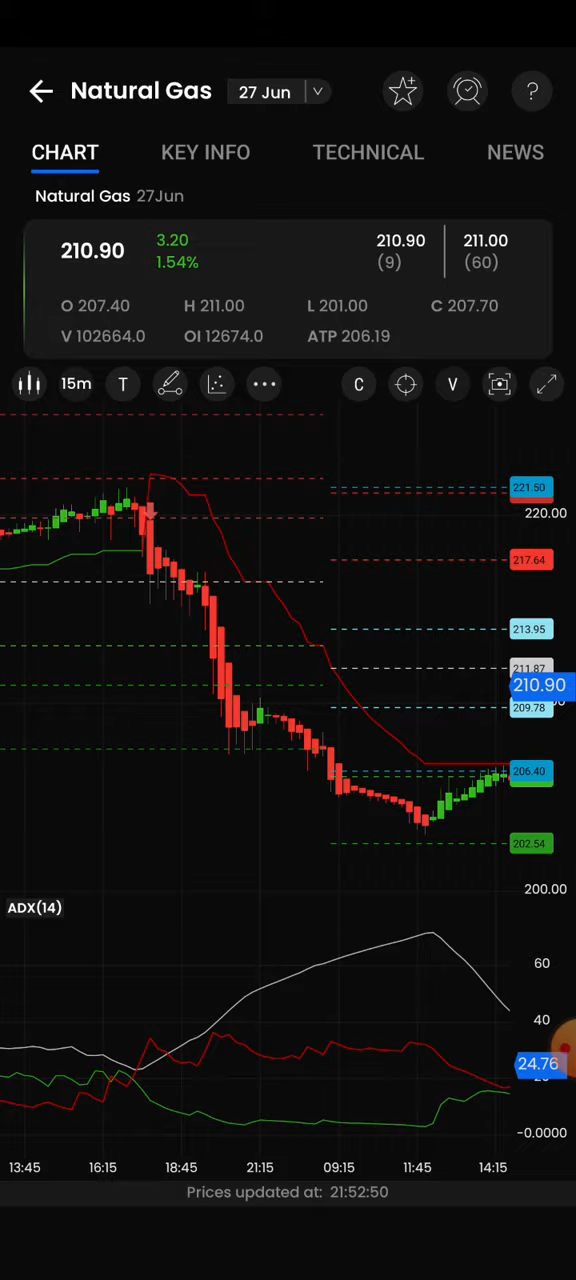 Natural Gas 27 Jun ?
CHART KEY INFO TECHNICAL NEWS
Natural Gas 27Jun
210.90 3.20 210.90 211.00
1.54% (9) (60)
O 207.40 H 211.00 L 201.00 C 207.70
V 102664.0 OI 12674.0 ATP 206.19
15m T C V
221.50
220.00
217.64
213.95
211.87
210.90
209.78
206.40
202.54
200.00
ADX(14)
60
40
24.76
-0.0000
13:45 16:15 18:45 21:15 09:15 11:45 14:15
Prices updated at: 21:52:50